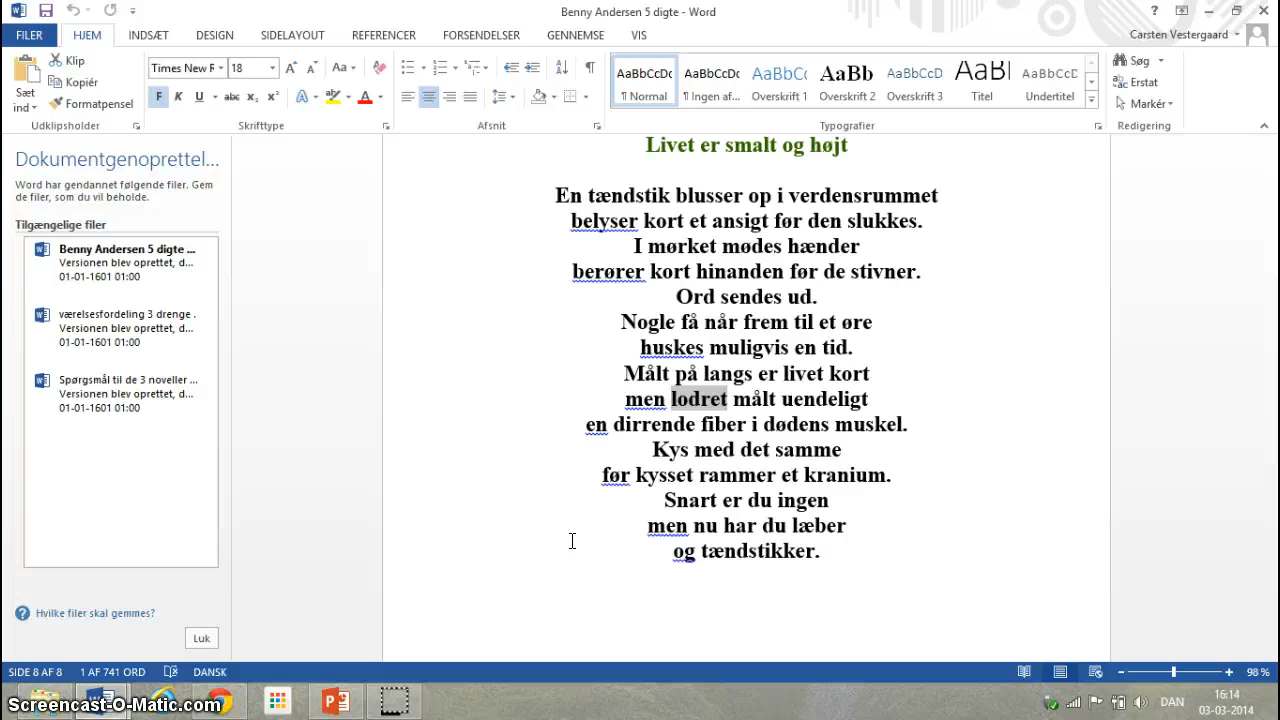 Benny Andersen 5 digte - Word
FILER HJEM INDSÆT DESIGN SIDELAYOUT REFERENCER FORSENDELSER GENNEMSE VIS
Carsten Vestergaard
Sæt ind
Klip
Kopiér
Formatpensel
Udklipsholder
Times New R 18
Aa
F K U abc x₂ x²
A A
Skrifttype
Afsnit
AaBbCcDc AaBbCcDc AaBbCc AaBb AaBbCcD AaBl AaBbCcD
¶ Normal ¶ Ingen af... Overskrift 1 Overskrift 2 Overskrift 3 Titel Undertitel
Typografier
Søg
Erstat
Markér
Redigering
Dokumentgenoprettel...
Word har gendannet følgende filer. Gem
de filer, som du vil beholde.
Tilgængelige filer
Benny Andersen 5 digte ...
Versionen blev oprettet, d...
01-01-1601 01:00
værelsesfordeling 3 drenge .
Versionen blev oprettet, d...
01-01-1601 01:00
Spørgsmål til de 3 noveller ...
Versionen blev oprettet, d...
01-01-1601 01:00
Hvilke filer skal gemmes?
Luk
Livet er smalt og højt
En tændstik blusser op i verdensrummet
belyser kort et ansigt før den slukkes.
I mørket mødes hænder
berører kort hinanden før de stivner.
Ord sendes ud.
Nogle få når frem til et øre
huskes muligvis en tid.
Målt på langs er livet kort
men lodret målt uendeligt
en dirrende fiber i dødens muskel.
Kys med det samme
før kysset rammer et kranium.
Snart er du ingen
men nu har du læber
og tændstikker.
SIDE 8 AF 8 1 AF 741 ORD DANSK
98 %
Screencast-O-Matic.com
DAN
16:14
03-03-2014